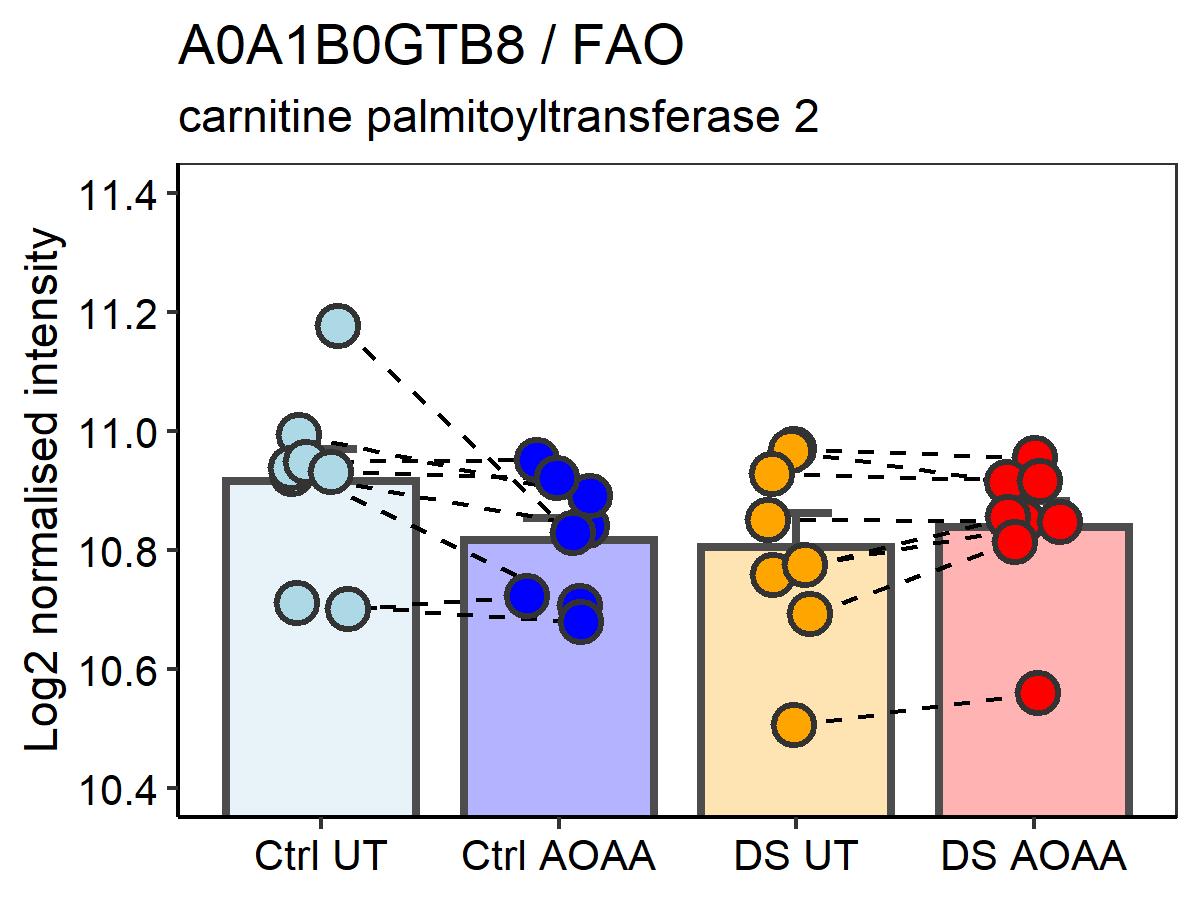 A0A1B0GTB8 / FAO
carnitine palmitoyltransferase 2
Log2 normalised intensity
11.4
11.2
11.0
10.8
10.6
10.4
Ctrl UT
Ctrl AOAA
DS UT
DS AOAA